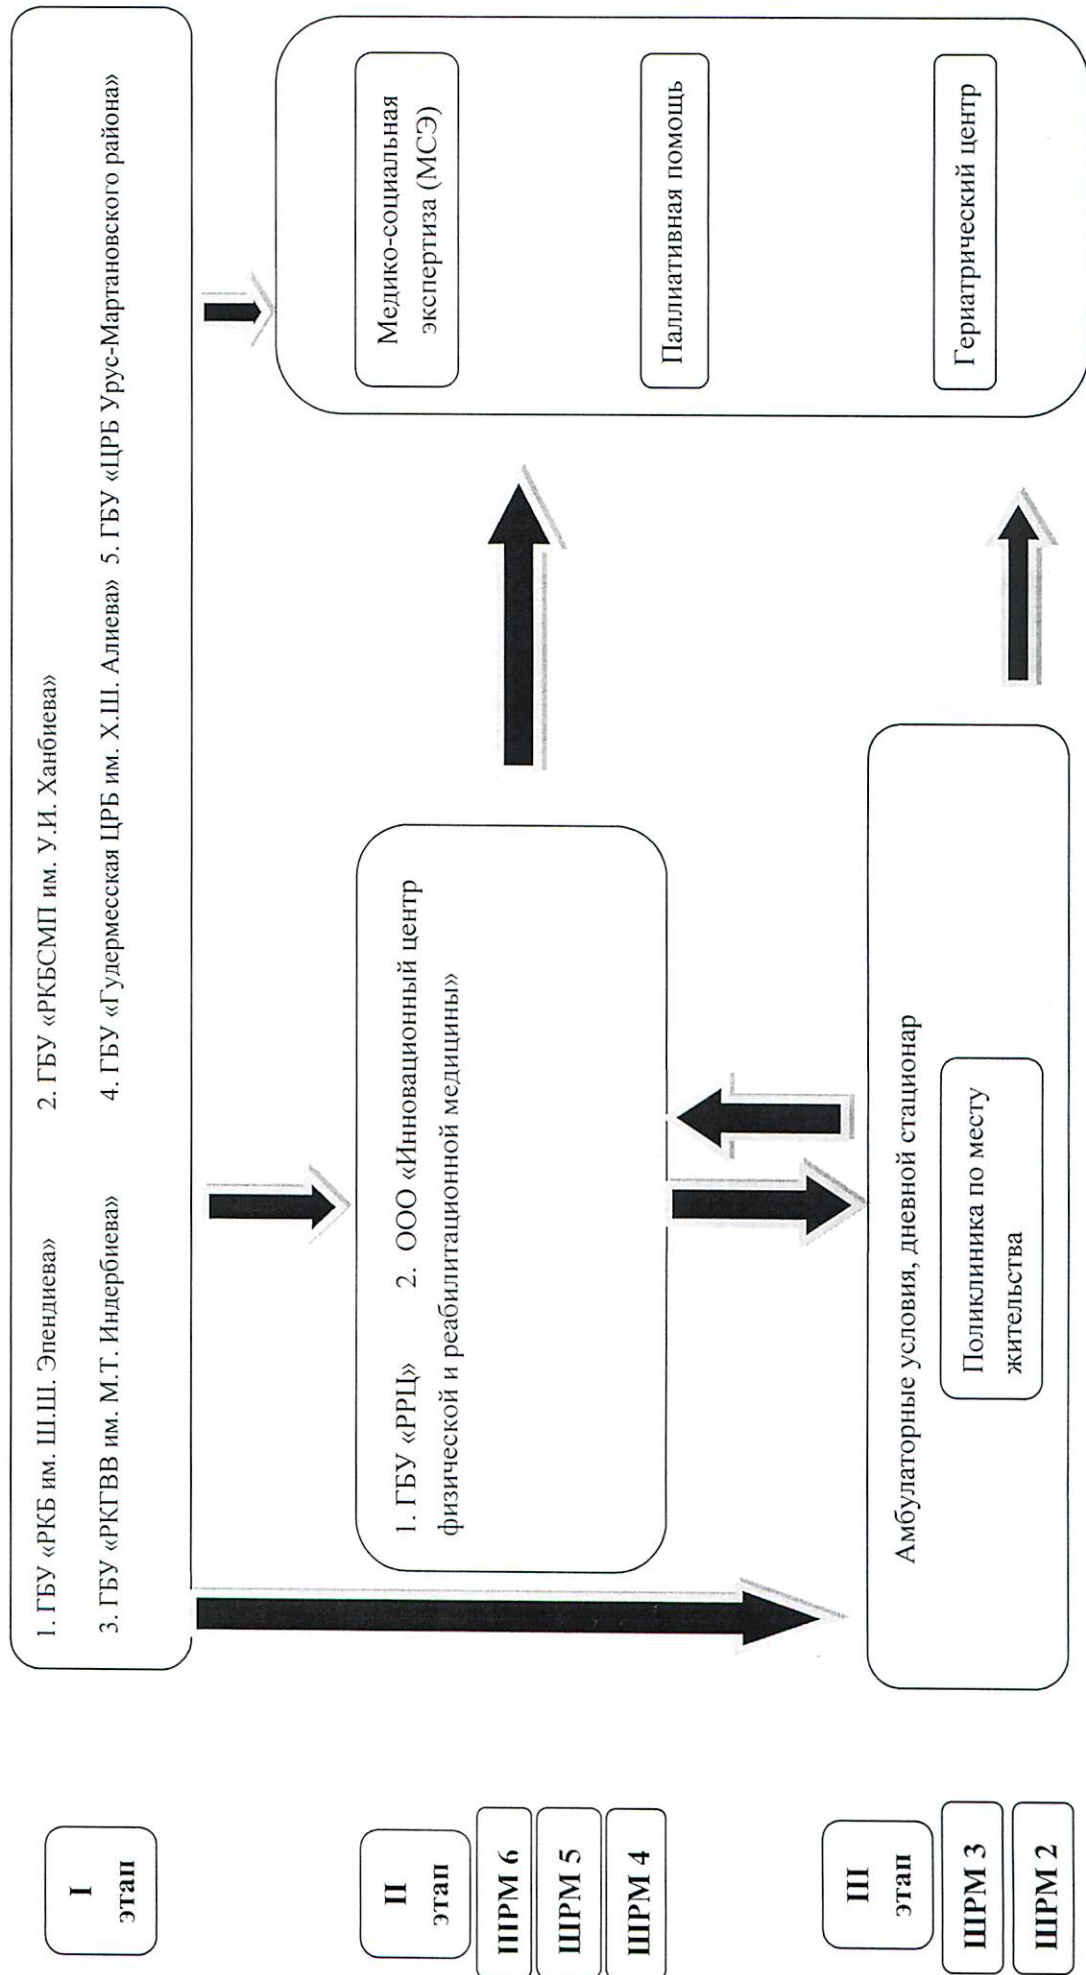 I
этап
1. ГБУ «РКБ им. Ш.Ш. Эпендиева» 2. ГБУ «РКБСМП им. У.И. Ханбиева»
3. ГБУ «РКГВВ им. М.Т. Индербиева» 4. ГБУ «Гудермесская ЦРБ им. Х.Ш. Алиева» 5. ГБУ «ЦРБ Урус-Мартановского района»
II
этап
ШРМ 6
ШРМ 5
ШРМ 4
1. ГБУ «РРЦ» 2. ООО «Инновационный центр
физической и реабилитационной медицины»
Медико-социальная
экспертиза (МСЭ)
Паллиативная помощь
Гериатрический центр
III
этап
ШРМ 3
ШРМ 2
Амбулаторные условия, дневной стационар
Поликлиника по месту
жительства